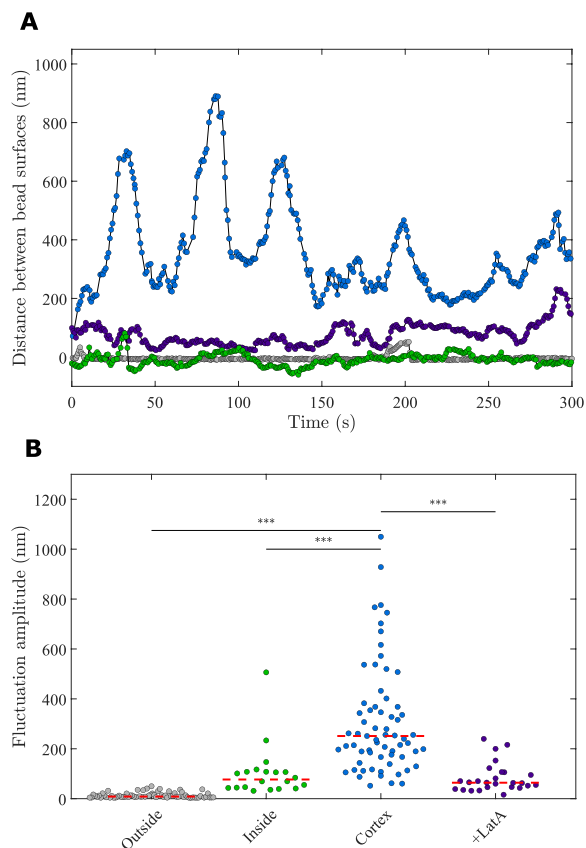 A
Distance between bead surfaces (nm)
1000
800
600
400
200
0
0 50 100 150 200 250 300
Time (s)
B
Fluctuation amplitude (nm)
1200
1000
800
600
400
200
0
***
***
***
Outside Inside Cortex +LatA